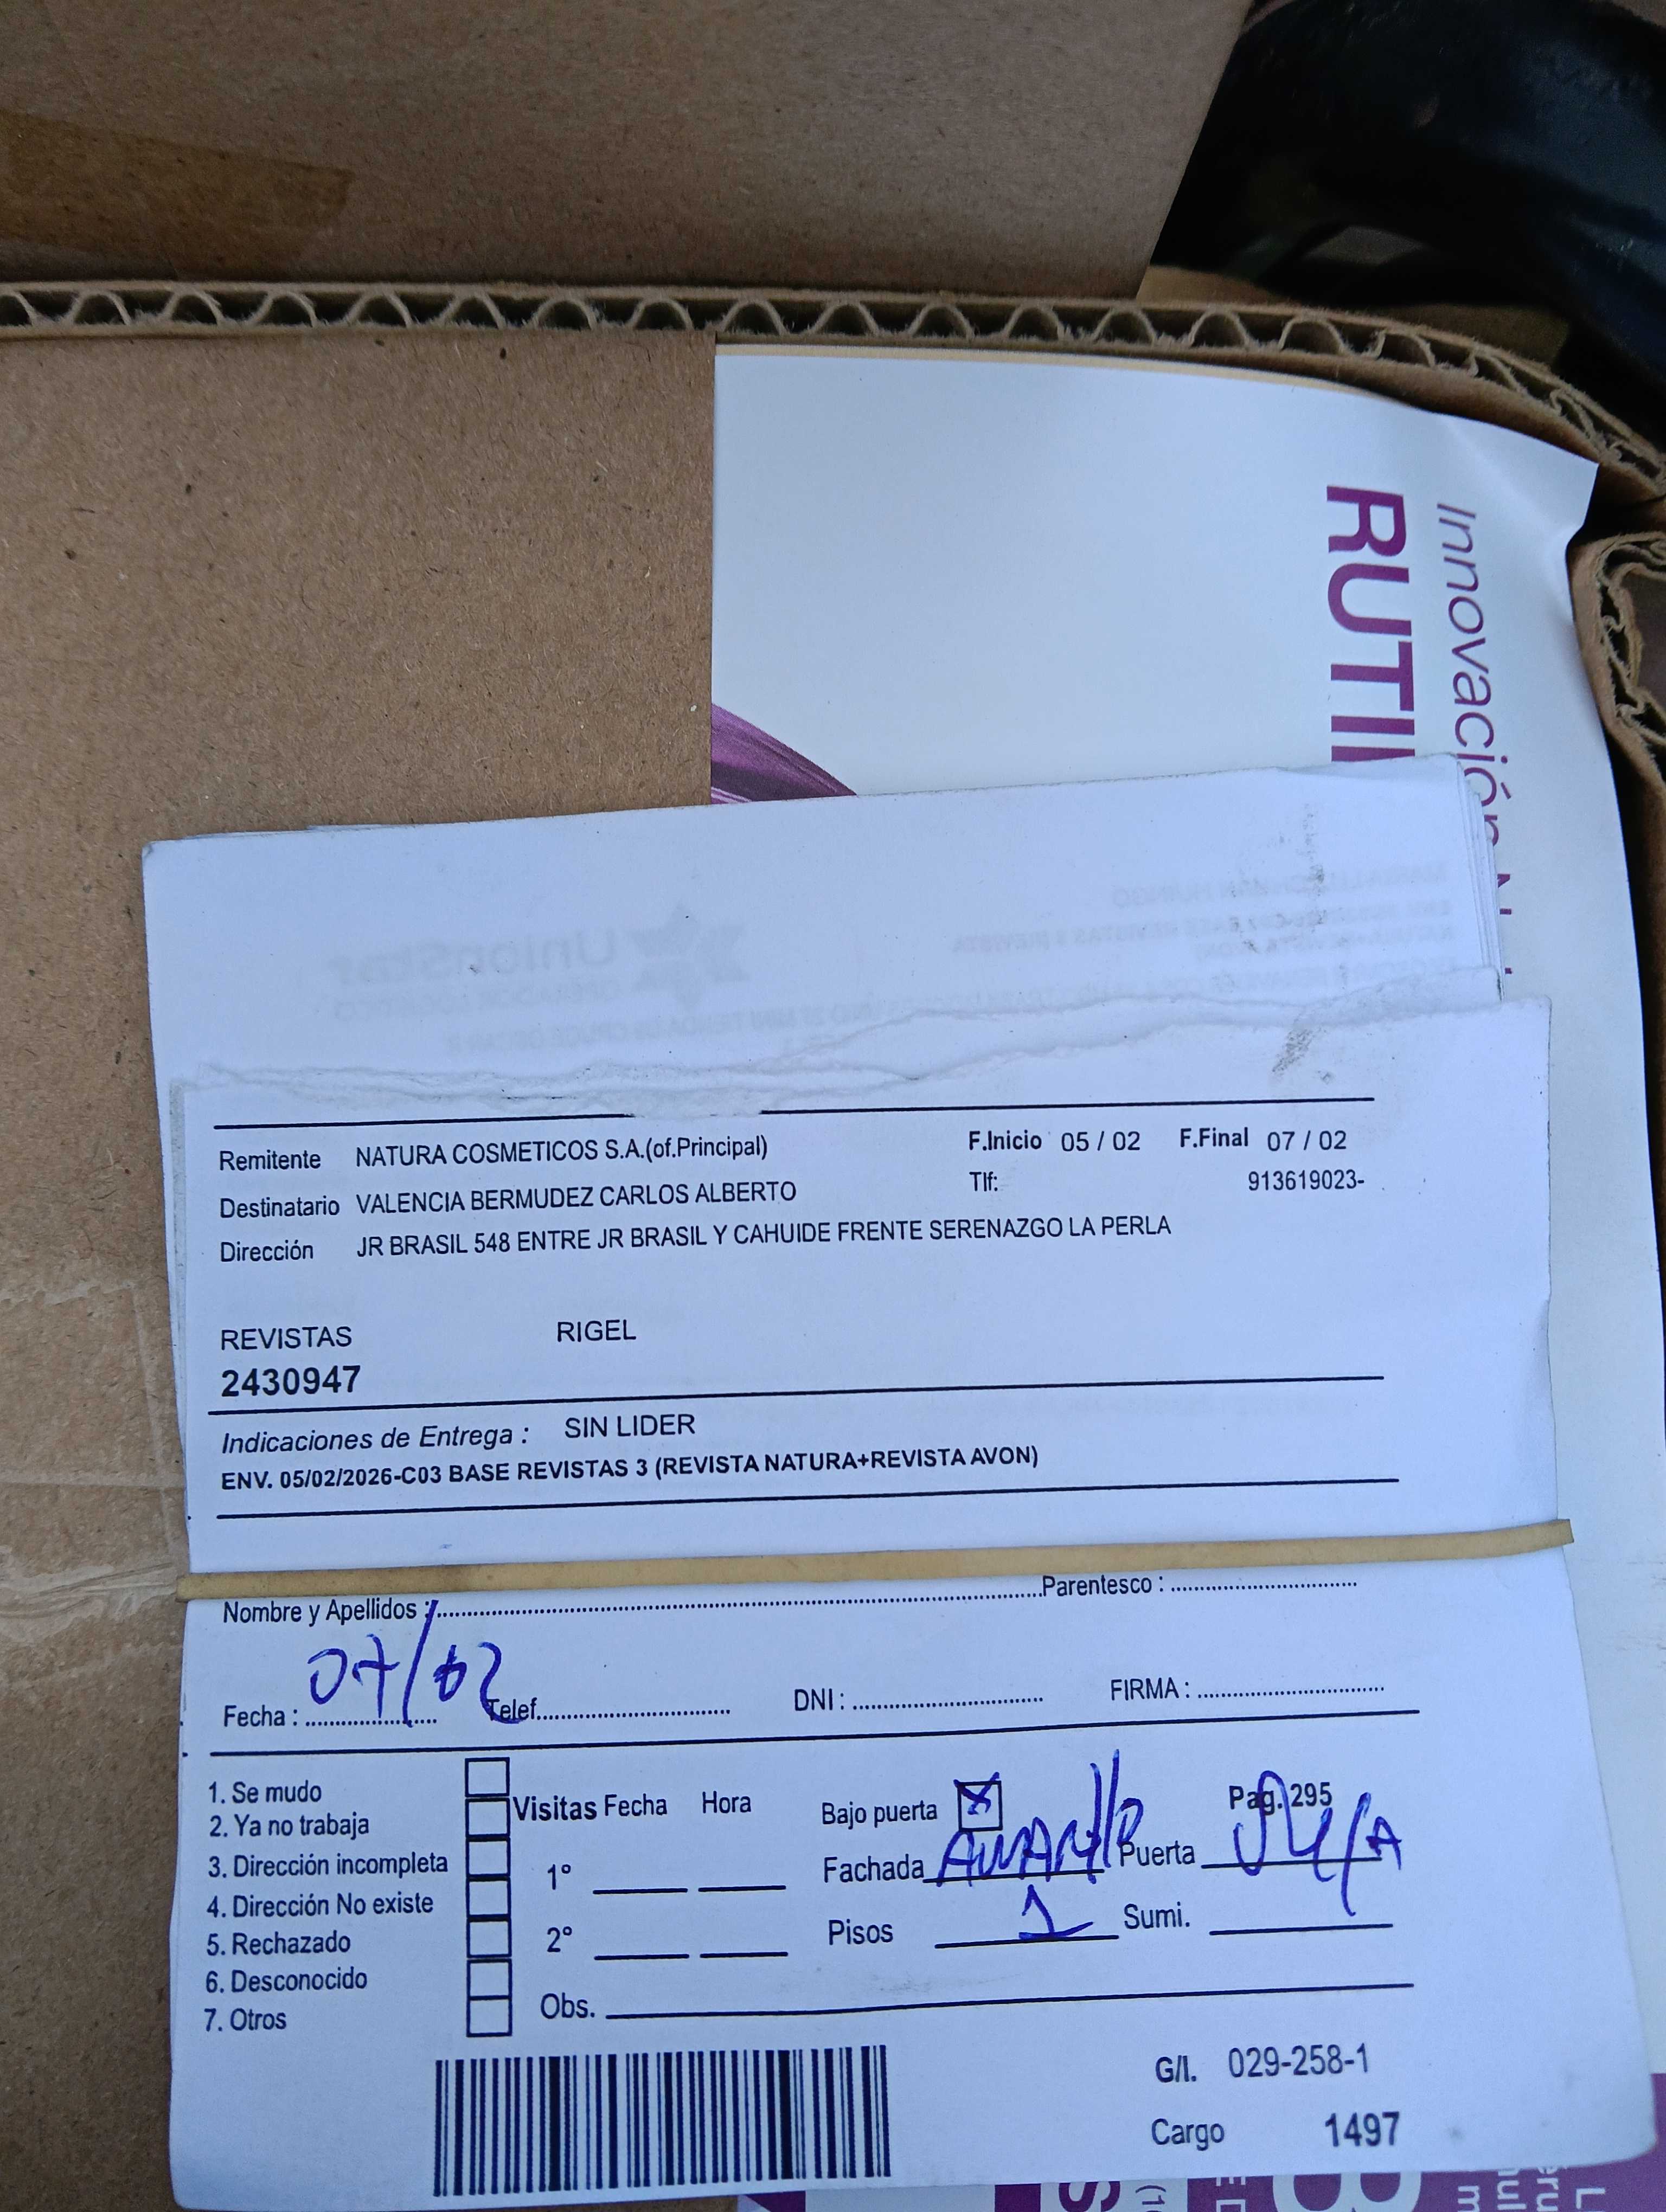 Innovación
RUTI
UnionStar
OPERADOR LOGISTICO
Remitente NATURA COSMETICOS S.A.(of.Principal) F.Inicio 05 / 02 F.Final 07 / 02
Destinatario VALENCIA BERMUDEZ CARLOS ALBERTO Tlf: 913619023-
Dirección JR BRASIL 548 ENTRE JR BRASIL Y CAHUIDE FRENTE SERENAZGO LA PERLA
REVISTAS RIGEL
2430947
Indicaciones de Entrega : SIN LIDER
ENV. 05/02/2026-C03 BASE REVISTAS 3 (REVISTA NATURA+REVISTA AVON)
Nombre y Apellidos : Parentesco :
Fecha : 07/02 Telef. DNI : FIRMA :
1. Se mudo
2. Ya no trabaja
3. Dirección incompleta
4. Dirección No existe
5. Rechazado
6. Desconocido
7. Otros
Visitas Fecha Hora
1°
2°
Obs.
Bajo puerta X Pag. 295
Fachada AMARillo Puerta
Pisos 1 Sumi.
G/I. 029-258-1
Cargo 1497